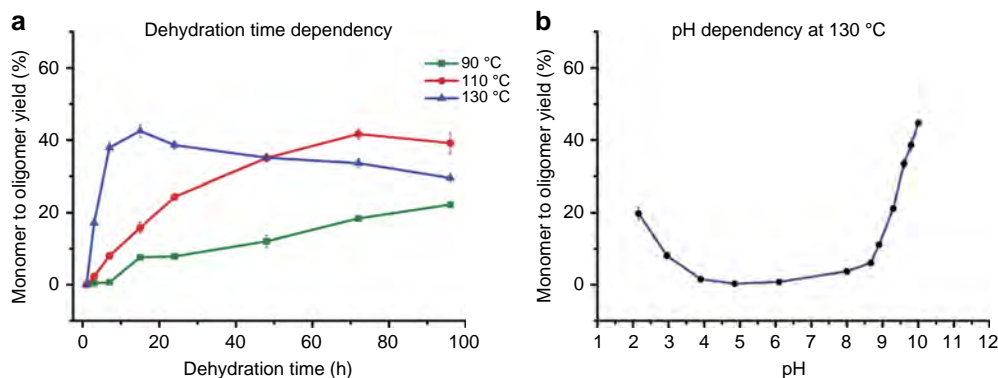 a
Dehydration time dependency
Monomer to oligomer yield (%)
60
40
20
0
90 °C
110 °C
130 °C
0
20
40
60
80
100
Dehydration time (h)
b
pH dependency at 130 °C
Monomer to oligomer yield (%)
60
40
20
0
1 2 3 4 5 6 7 8 9 10 11 12
pH